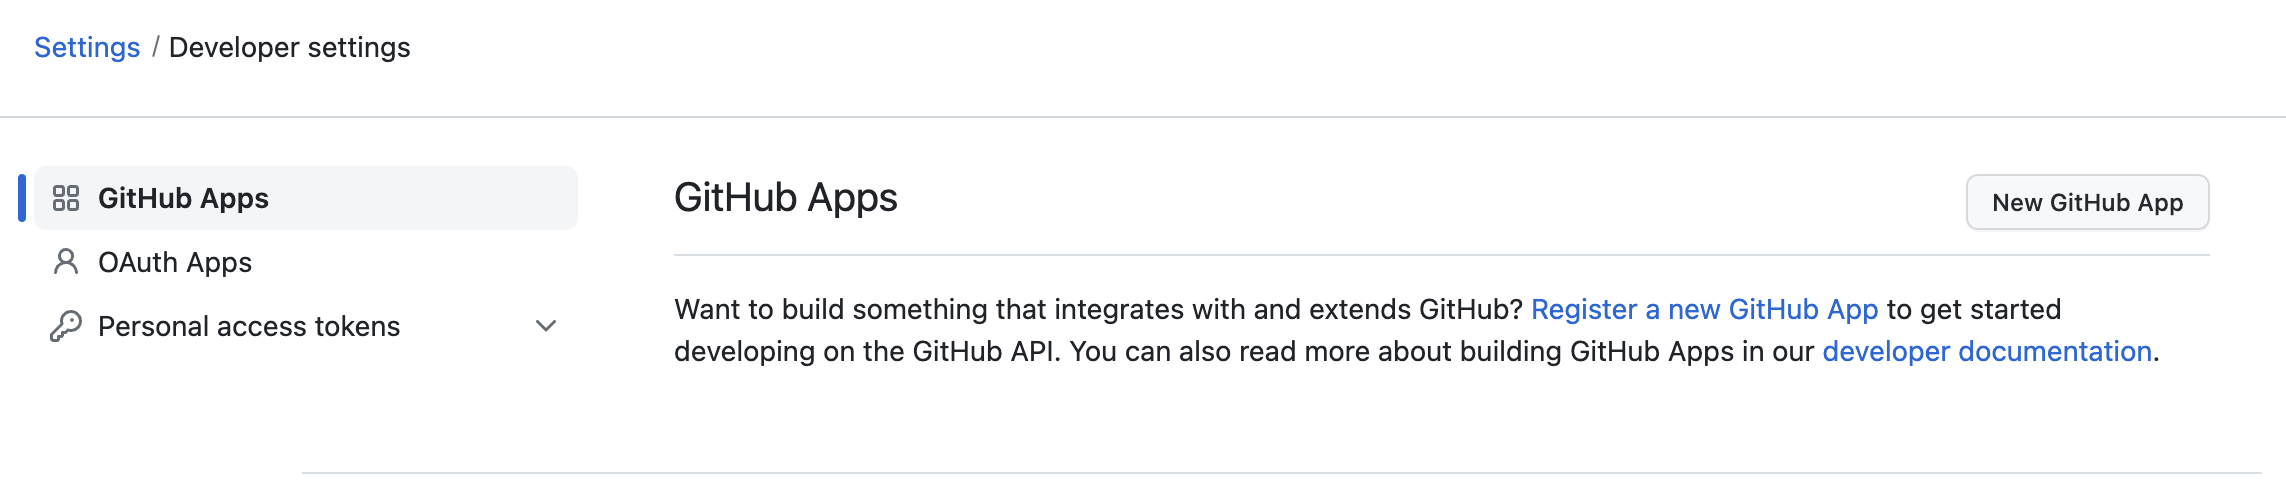 Settings / Developer settings
GitHub Apps
OAuth Apps
Personal access tokens
GitHub Apps
New GitHub App
Want to build something that integrates with and extends GitHub? Register a new GitHub App to get started
developing on the GitHub API. You can also read more about building GitHub Apps in our developer documentation.